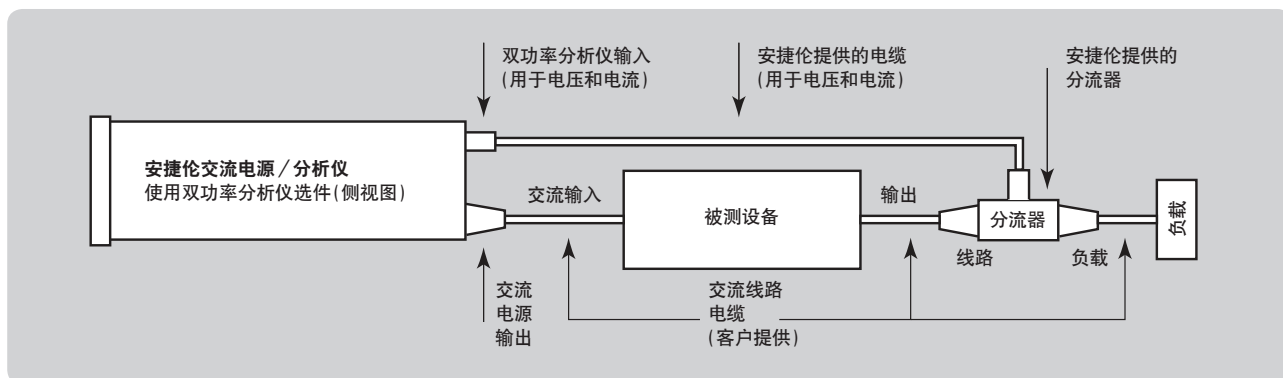 双功率分析仪输入
(用于电压和电流)
安捷伦提供的电缆
(用于电压和电流)
安捷伦提供的
分流器
安捷伦交流电源/分析仪
使用双功率分析仪选件(侧视图)
交流输入
被测设备
输出
分流器
负载
线路
负载
交流
电源
输出
交流线路
电缆
(客户提供)